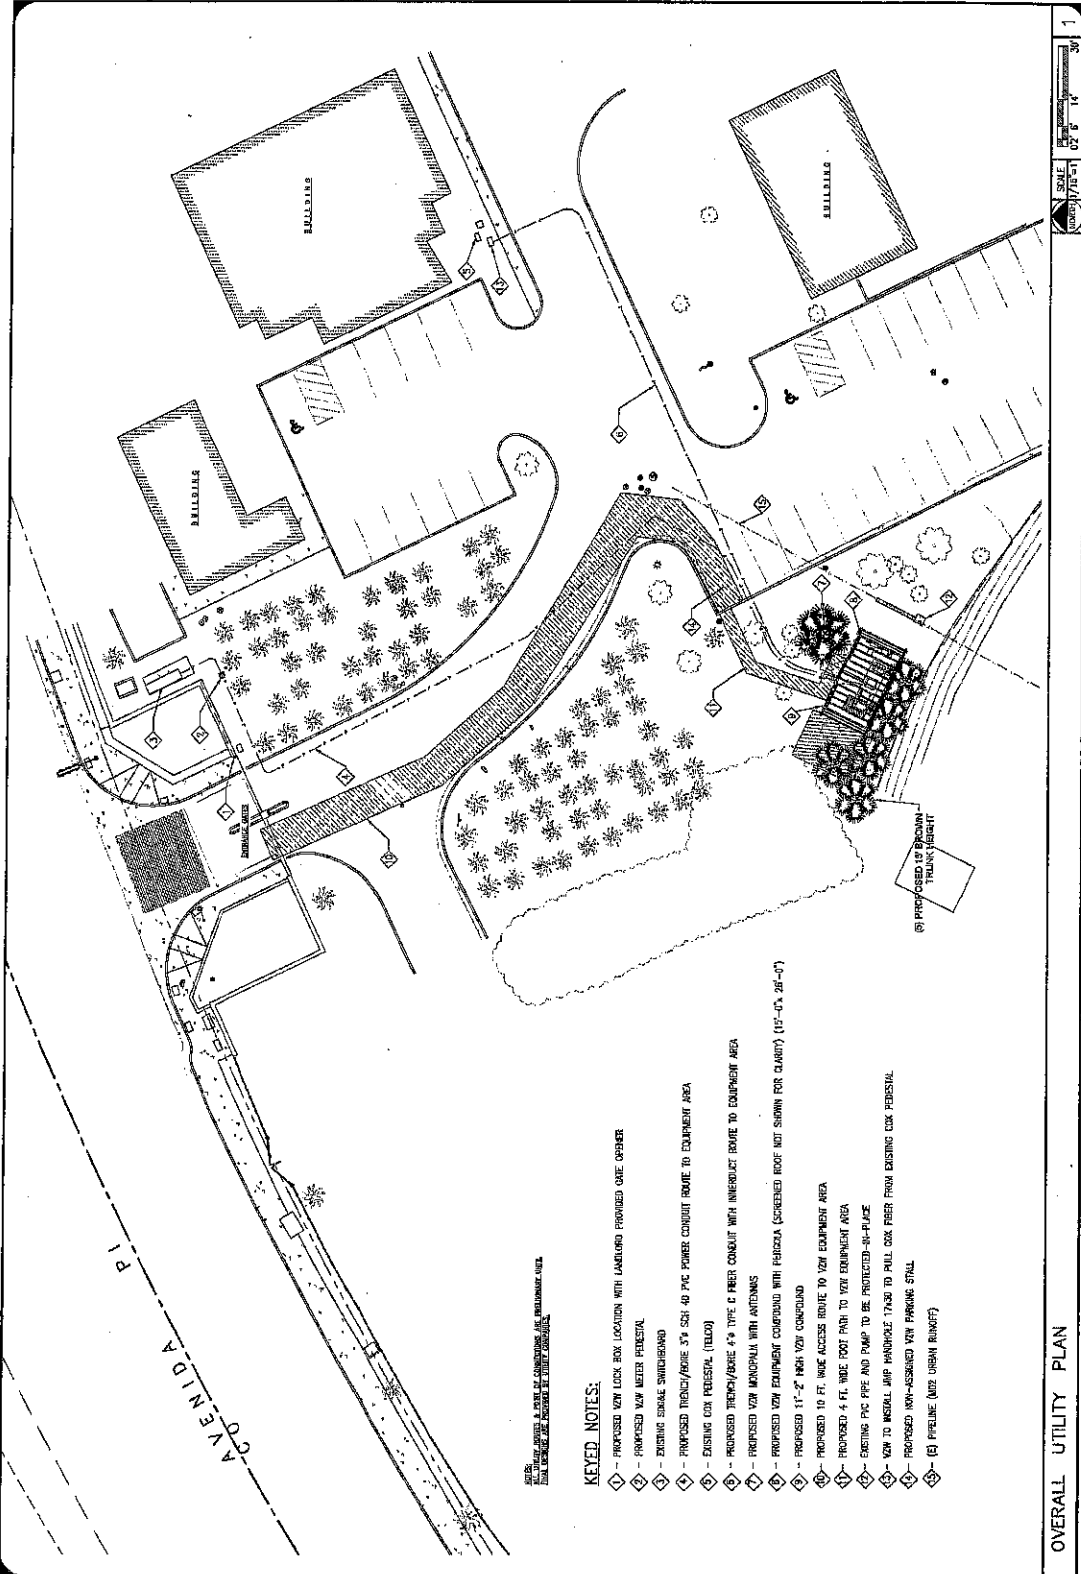 AVENIDA
PI
CO
BUILDING
BUILDING
BUILDING
ENTRANCE GATES
PROPOSED 15' BROWN
TRUNK HEIGHT
NOTES:
KEYED NOTES:
1 - PROPOSED VZW LOCK BOX LOCATION WITH LANDLORD PROVIDED GATE OPENER
2 - PROPOSED VZW METER PEDESTAL
3 - EXISTING SDG&E SWITCHBOARD
4 - PROPOSED TRENCH/BORE 3"ø SCH 40 PVC POWER CONDUIT ROUTE TO EQUIPMENT AREA
5 - EXISTING COX PEDESTAL (TELCO)
6 - PROPOSED TRENCH/BORE 4"ø TYPE C FIBER CONDUIT WITH INNERDUCT ROUTE TO EQUIPMENT AREA
7 - PROPOSED VZW MONOPALM WITH ANTENNAS
8 - PROPOSED VZW EQUIPMENT COMPOUND WITH PERGOLA (SCREENED ROOF NOT SHOWN FOR CLARITY) (15'-0"x 26'-0")
9 - PROPOSED 11'-2" HIGH VZW COMPOUND
10 - PROPOSED 10 FT. WIDE ACCESS ROUTE TO VZW EQUIPMENT AREA
11 - PROPOSED 4 FT. WIDE FOOT PATH TO VZW EQUIPMENT AREA
12 - EXISTING PVC PIPE AND PUMP TO BE PROTECTED-IN-PLACE
13 - VZW TO INSTALL HANDHOLE 17x30 TO PULL COX FIBER FROM EXISTING COX PEDESTAL
14 - PROPOSED NON-ASSIGNED VZW PARKING STALL
15 - (E) PIPELINE (URBAN RUNOFF)
OVERALL UTILITY PLAN
SCALE
1